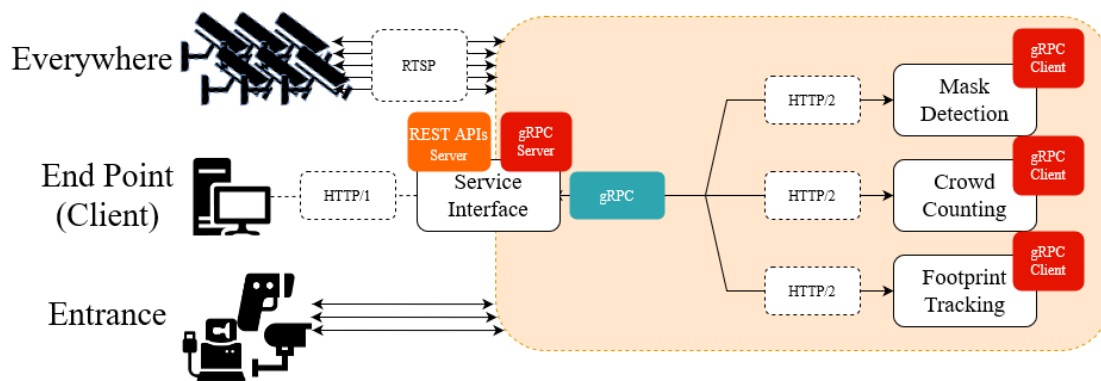 Everywhere
RTSP
gRPC
Client
HTTP/2
Mask
Detection
REST APIs
Server
gRPC
Server
End Point
(Client)
HTTP/1
Service
Interface
gRPC
HTTP/2
gRPC
Client
Crowd
Counting
gRPC
Client
HTTP/2
Footprint
Tracking
Entrance